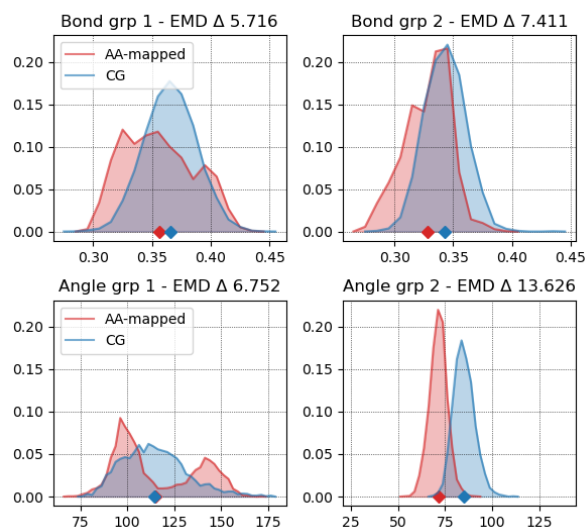 Bond grp 1 - EMD Δ 5.716
Bond grp 2 - EMD Δ 7.411
AA-mapped
CG
0.20
0.15
0.10
0.05
0.00
0.30 0.35 0.40 0.45
0.20
0.15
0.10
0.05
0.00
0.30 0.35 0.40 0.45
Angle grp 1 - EMD Δ 6.752
Angle grp 2 - EMD Δ 13.626
AA-mapped
CG
0.20
0.15
0.10
0.05
0.00
75 100 125 150 175
0.20
0.15
0.10
0.05
0.00
25 50 75 100 125